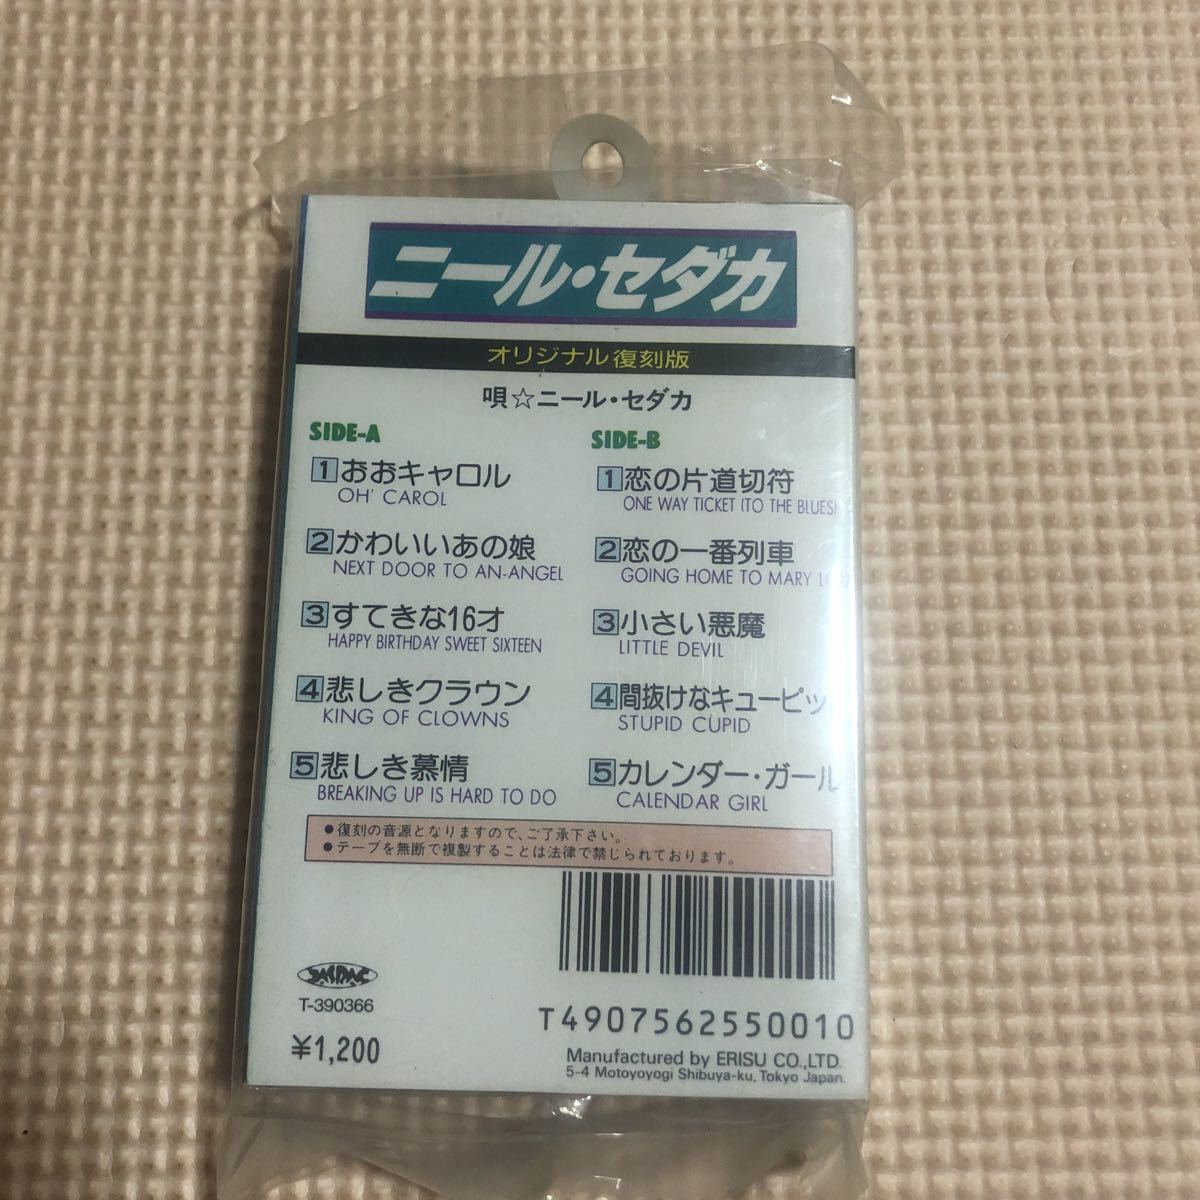 ニール・セダカ
オリジナル復刻版
唄☆ニール・セダカ
SIDE-A
1 おおキャロル
OH' CAROL
2 かわいいあの娘
NEXT DOOR TO AN-ANGEL
3 すてきな16才
HAPPY BIRTHDAY SWEET SIXTEEN
4 悲しきクラウン
KING OF CLOWNS
5 悲しき慕情
BREAKING UP IS HARD TO DO
SIDE-B
1 恋の片道切符
ONE WAY TICKET (TO THE BLUES)
2 恋の一番列車
GOING HOME TO MARY LOU
3 小さい悪魔
LITTLE DEVIL
4 間抜けなキューピッ
STUPID CUPID
5 カレンダー・ガール
CALENDAR GIRL
●復刻の音源となりますので、ご了承下さい。
●テープを無断で複製することは法律で禁じられております。
JASRAC
T-390366
¥1,200
T4907562550010
Manufactured by ERISU CO.,LTD.
5-4 Motoyoyogi Shibuya-ku, Tokyo Japan.